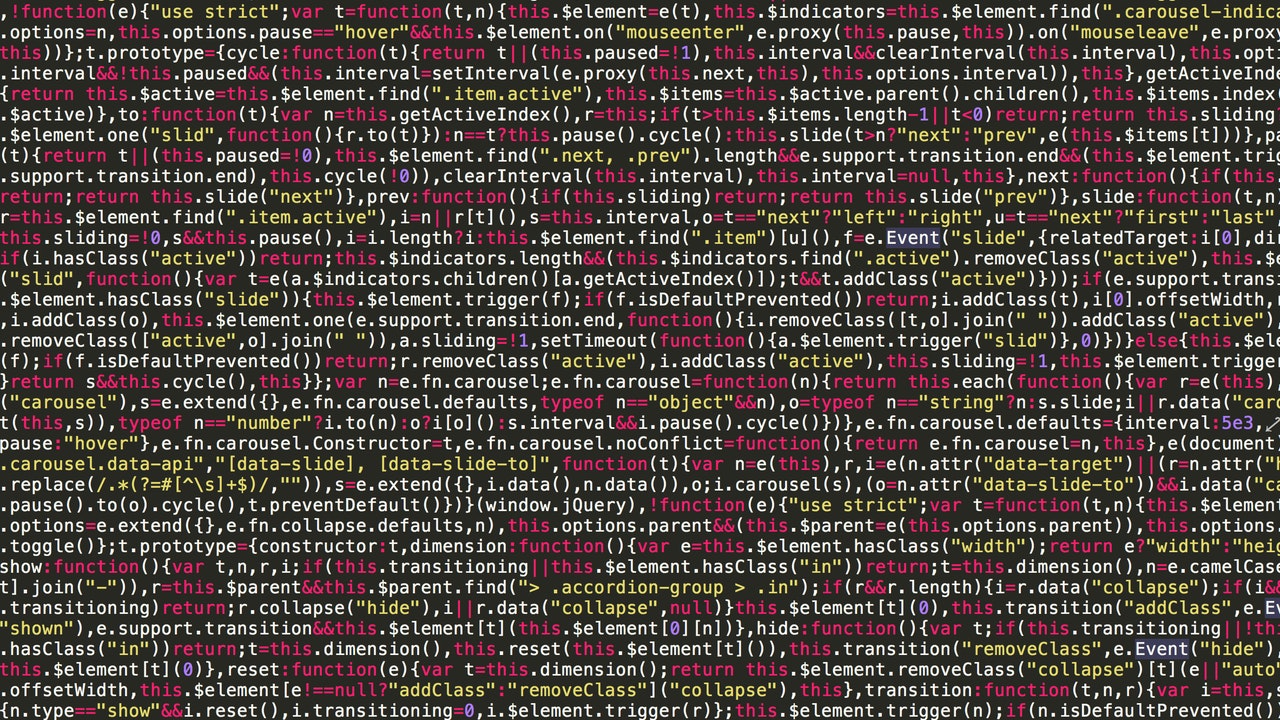 ,!function(e){"use strict";var t=function(t,n){this.$element=e(t),this.$indicators=this.$element.find(".carousel-indica
.options=n,this.options.pause=="hover"&&this.$element.on("mouseenter",e.proxy(this.pause,this)).on("mouseleave",e.proxy
this))};t.prototype={cycle:function(t){return t||(this.paused=!1),this.interval&&clearInterval(this.interval),this.opti
.interval&&!this.paused&&(this.interval=setInterval(e.proxy(this.next,this),this.options.interval)),this},getActiveInde
{return this.$active=this.$element.find(".item.active"),this.$items=this.$active.parent().children(),this.$items.index(
.$active)},to:function(t){var n=this.getActiveIndex(),r=this;if(t>this.$items.length-1||t<0)return;return this.sliding
.$element.one("slid",function(){r.to(t)}):n==t?this.pause().cycle():this.slide(t>n?"next":"prev",e(this.$items[t]))},p
(t){return t||(this.paused=!0),this.$element.find(".next, .prev").length&&e.support.transition.end&&(this.$element.trig
.support.transition.end),this.cycle(!0)),clearInterval(this.interval),this.interval=null,this},next:function(){if(this.
return;return this.slide("next")},prev:function(){if(this.sliding)return;return this.slide("prev")},slide:function(t,n)
r=this.$element.find(".item.active"),i=n||r[t](),s=this.interval,o=t=="next"?"left":"right",u=t=="next"?"first":"last"
this.sliding=!0,s&&this.pause(),i=i.length?i:this.$element.find(".item")[u](),f=e.Event("slide",{relatedTarget:i[0],dir
if(i.hasClass("active"))return;this.$indicators.length&&(this.$indicators.find(".active").removeClass("active"),this.$e
("slid",function(){var t=e(a.$indicators.children()[a.getActiveIndex()]);t&&t.addClass("active")}));if(e.support.transi
.$element.hasClass("slide")){this.$element.trigger(f);if(f.isDefaultPrevented())return;i.addClass(t),i[0].offsetWidth,
,i.addClass(o),this.$element.one(e.support.transition.end,function(){i.removeClass([t,o].join(" ")).addClass("active")
.removeClass(["active",o].join(" ")),a.sliding=!1,setTimeout(function(){a.$element.trigger("slid")},0)})}else{this.$ele
(f);if(f.isDefaultPrevented())return;r.removeClass("active"),i.addClass("active"),this.sliding=!1,this.$element.trigger
}return s&&this.cycle(),this}};var n=e.fn.carousel;e.fn.carousel=function(n){return this.each(function(){var r=e(this)
("carousel"),s=e.extend({},e.fn.carousel.defaults,typeof n=="object"&&n),o=typeof n=="string"?n:s.slide;i||r.data("caro
t(this,s)),typeof n=="number"?i.to(n):o?i[o]():s.interval&&i.pause().cycle()})},e.fn.carousel.defaults={interval:5e3,
pause:"hover"},e.fn.carousel.Constructor=t,e.fn.carousel.noConflict=function(){return e.fn.carousel=n,this},e(document
.carousel.data-api","[data-slide], [data-slide-to]",function(t){var n=e(this),r,i=e(n.attr("data-target")||(r=n.attr("h
.replace(/.*(?=#[^\s]+$)/,"")),s=e.extend({},i.data(),n.data()),o;i.carousel(s),(o=n.attr("data-slide-to"))&&i.data("ca
.pause().to(o).cycle(),t.preventDefault()})}(window.jQuery),!function(e){"use strict";var t=function(t,n){this.$element
.options=e.extend({},e.fn.collapse.defaults,n),this.options.parent&&(this.$parent=e(this.options.parent)),this.options
.toggle()};t.prototype={constructor:t,dimension:function(){var e=this.$element.hasClass("width");return e?"width":"heig
show:function(){var t,n,r,i;if(this.transitioning||this.$element.hasClass("in"))return;t=this.dimension(),n=e.camelCase
t].join("-")),r=this.$parent&&this.$parent.find("> .accordion-group > .in");if(r&&r.length){i=r.data("collapse");if(i&&
.transitioning)return;r.collapse("hide"),i||r.data("collapse",null)}this.$element[t](0),this.transition("addClass",e.Ev
"shown"),e.support.transition&&this.$element[t](this.$element[0][n])},hide:function(){var t;if(this.transitioning||!thi
.hasClass("in"))return;t=this.dimension(),this.reset(this.$element[t]()),this.transition("removeClass",e.Event("hide")
this.$element[t](0)},reset:function(e){var t=this.dimension();return this.$element.removeClass("collapse")[t](e||"auto"
.offsetWidth,this.$element[e!==null?"addClass":"removeClass"]("collapse"),this},transition:function(t,n,r){var i=this,s
{n.type=="show"&&i.reset(),i.transitioning=0,i.$element.trigger(r)};this.$element.trigger(n);if(n.isDefaultPrevented()